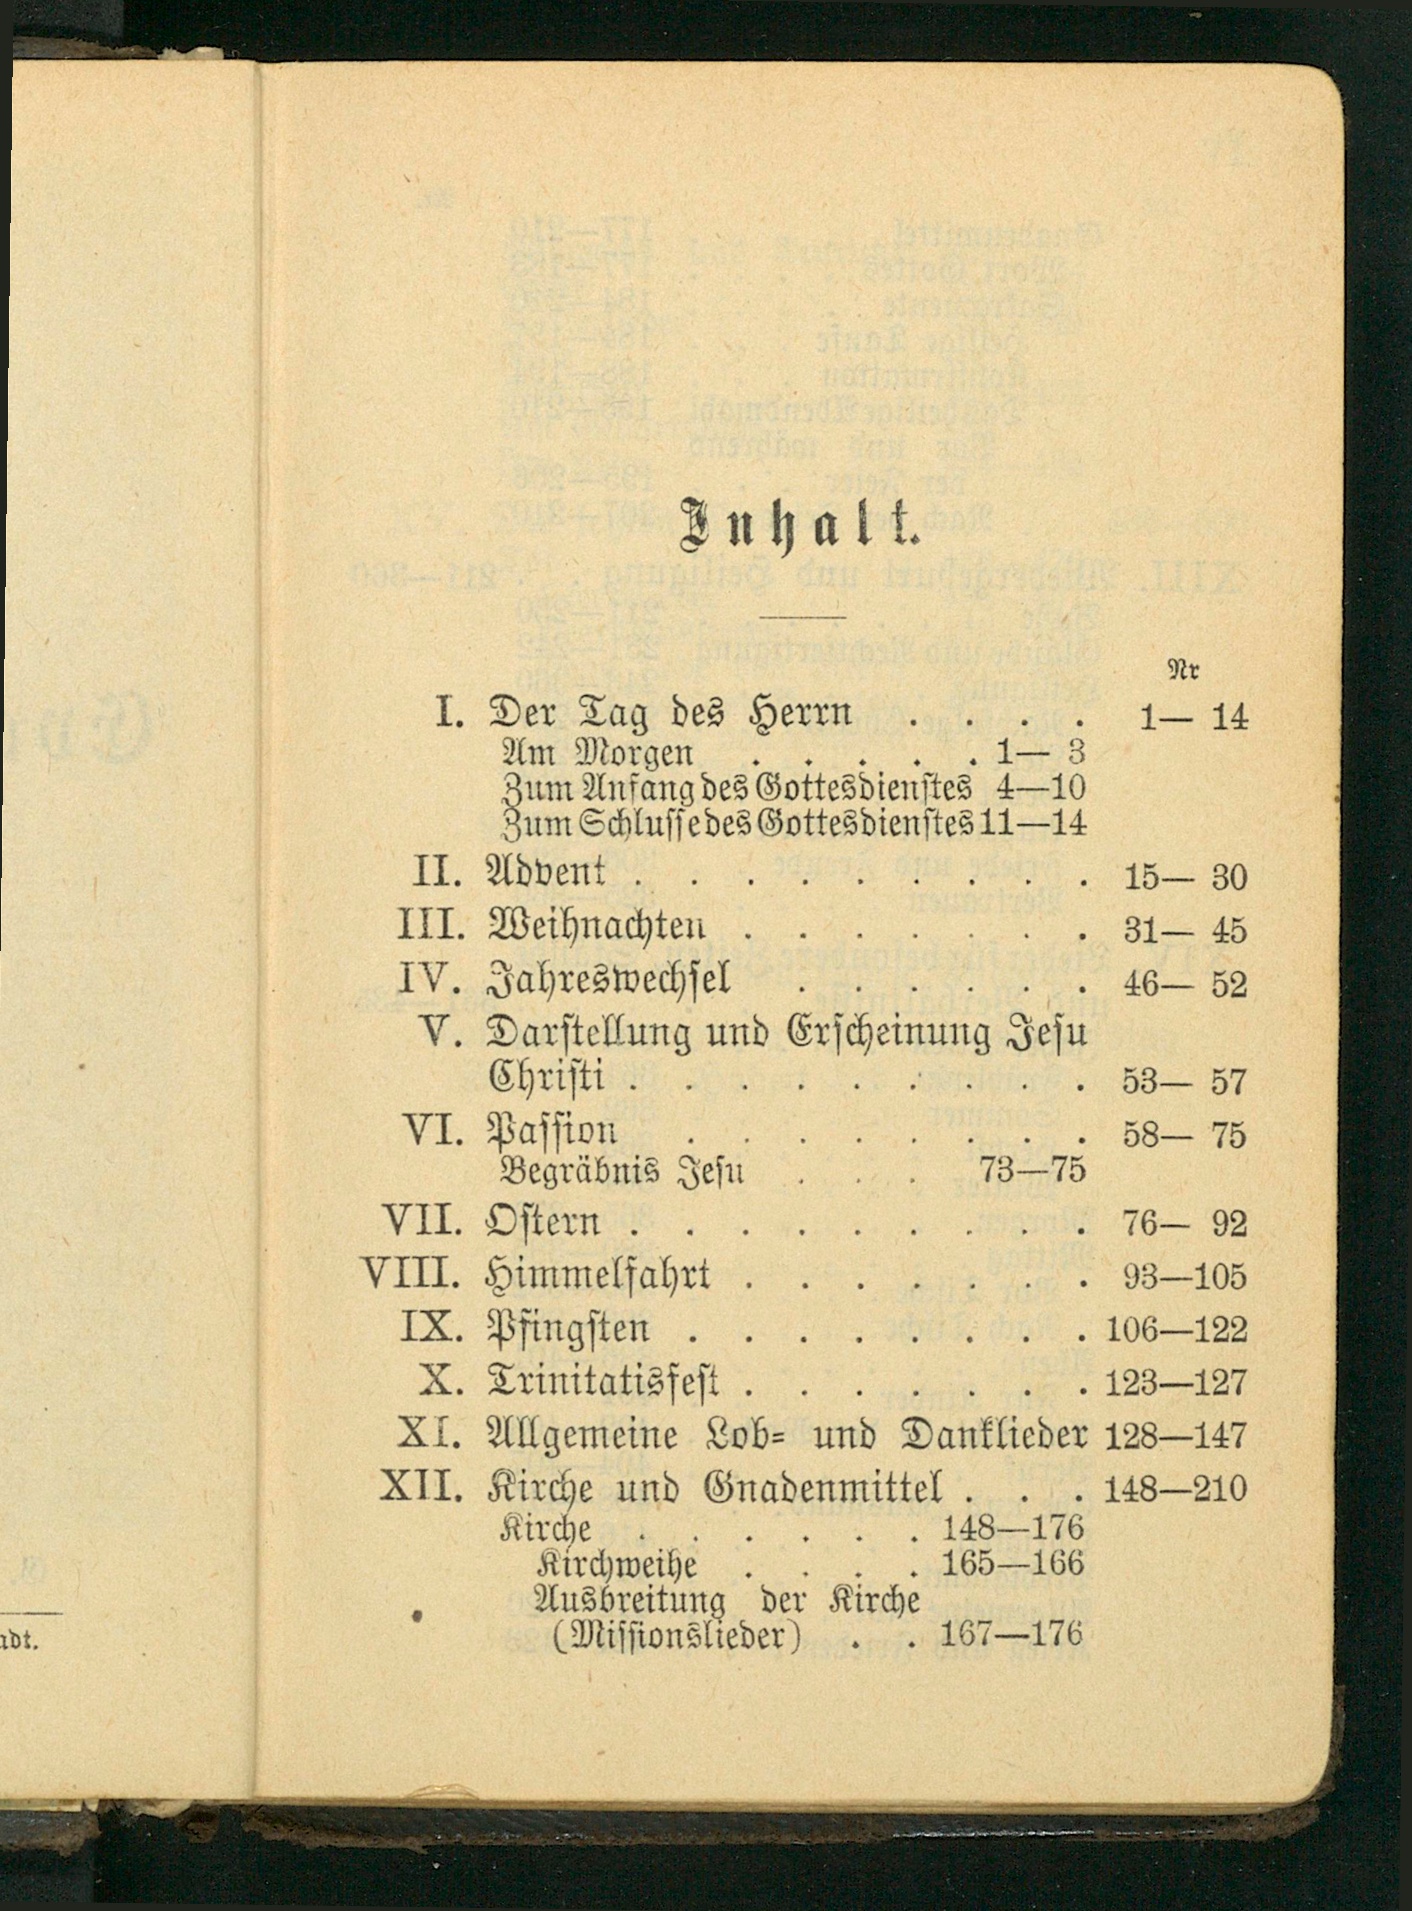 Inhalt.
Nr
I. Der Tag des Herrn . . . . 1— 14
Am Morgen . . . . . 1— 3
Zum Anfang des Gottesdienstes 4—10
Zum Schlusse des Gottesdienstes 11—14
II. Advent . . . . . . . . . 15— 30
III. Weihnachten . . . . . . . 31— 45
IV. Jahreswechsel . . . . . . 46— 52
V. Darstellung und Erscheinung Jesu
Christi . . . . . . . . . 53— 57
VI. Passion . . . . . . . . 58— 75
Begräbnis Jesu . . . 73—75
VII. Ostern . . . . . . . . . 76— 92
VIII. Himmelfahrt . . . . . . . 93—105
IX. Pfingsten . . . . . . . . 106—122
X. Trinitatisfest . . . . . . . 123—127
XI. Allgemeine Lob- und Danklieder 128—147
XII. Kirche und Gnadenmittel . . . 148—210
Kirche . . . . . . 148—176
Kirchweihe . . . . 165—166
Ausbreitung der Kirche
(Missionslieder) . . 167—176